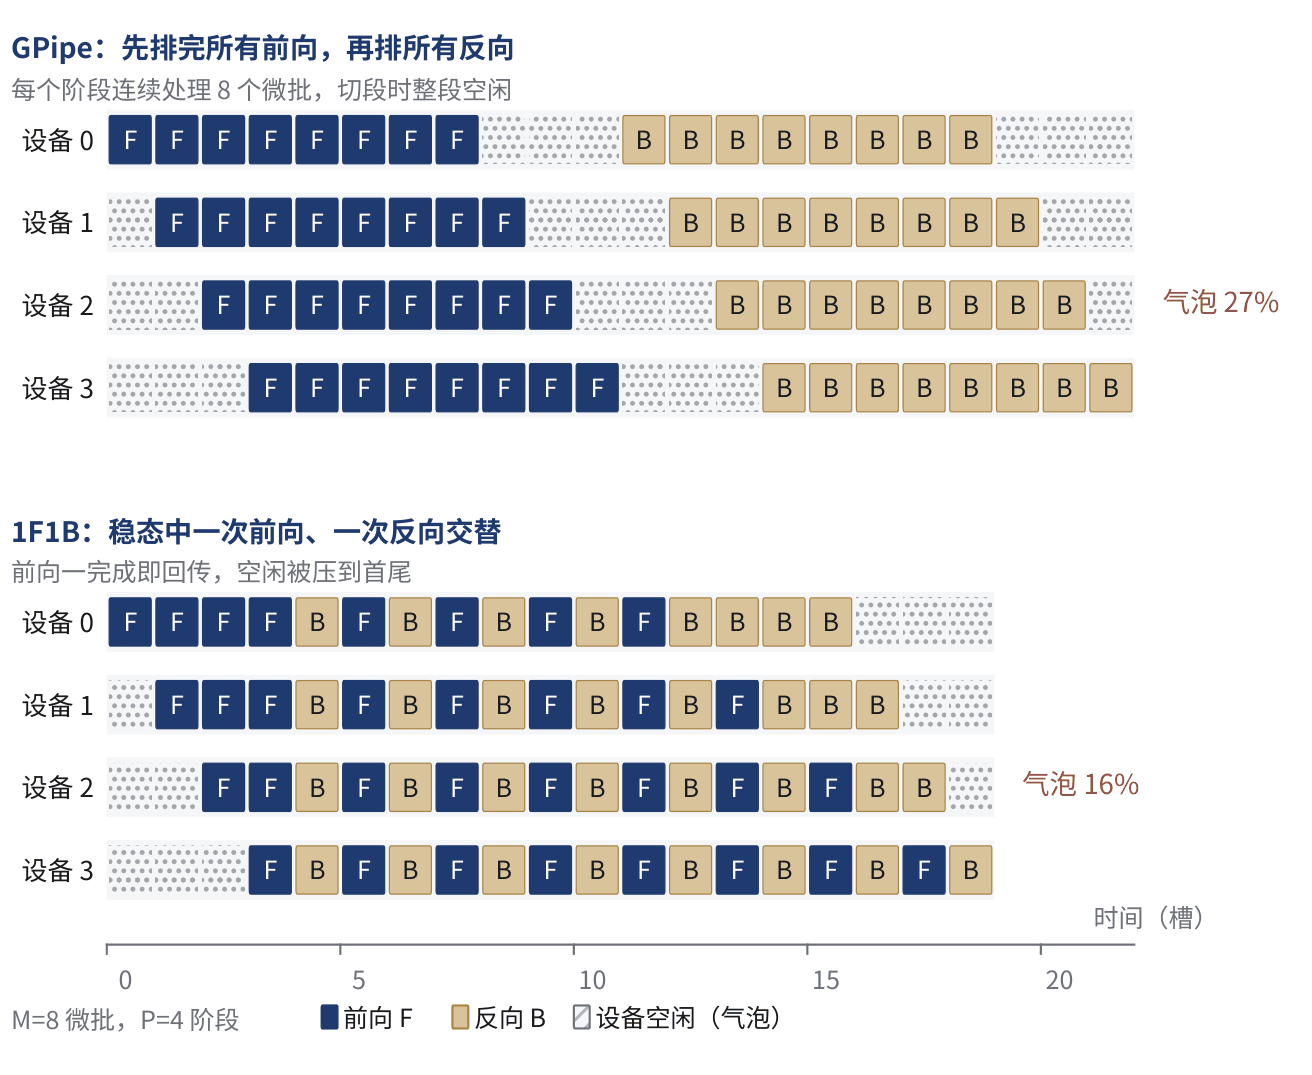 GPipe：先排完所有前向，再排所有反向
每个阶段连续处理 8 个微批，切段时整段空闲
设备 0 F F F F F F F F B B B B B B B B
设备 1 F F F F F F F F B B B B B B B B
设备 2 F F F F F F F F B B B B B B B B
气泡 27%
设备 3 F F F F F F F F B B B B B B B B
1F1B：稳态中一次前向、一次反向交替
前向一完成即回传，空闲被压到首尾
设备 0 F F F F B F B F B F B F B B B B
设备 1 F F F B F B F B F B F B F B B B
设备 2 F F B F B F B F B F B F B F B B
气泡 16%
设备 3 F B F B F B F B F B F B F B F B
时间（槽）
0 5 10 15 20
M=8 微批，P=4 阶段 前向 F 反向 B 设备空闲（气泡）